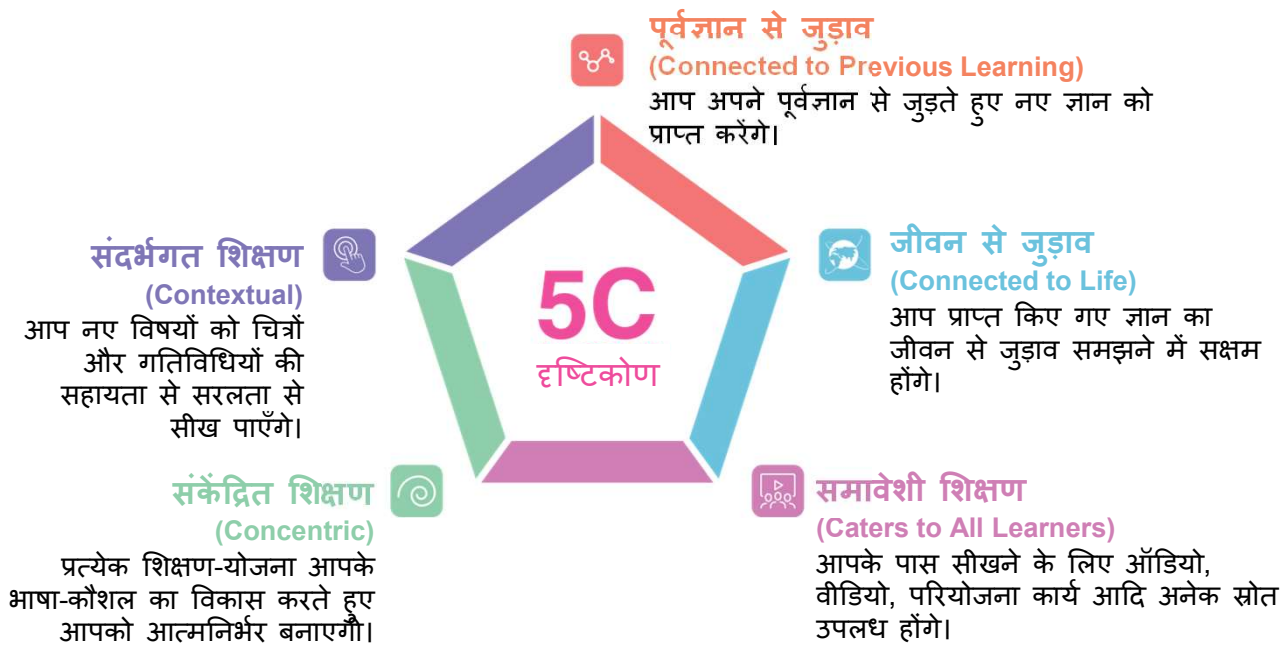 पूर्वज्ञान से जुड़ाव
(Connected to Previous Learning)
आप अपने पूर्वज्ञान से जुड़ते हुए नए ज्ञान को
प्राप्त करेंगे।
संदर्भगत शिक्षण
(Contextual)
आप नए विषयों को चित्रों
और गतिविधियों की
सहायता से सरलता से
सीख पाएँगे।
5C
दृष्टिकोण
जीवन से जुड़ाव
(Connected to Life)
आप प्राप्त किए गए ज्ञान का
जीवन से जुड़ाव समझने में सक्षम
होंगे।
संकेंद्रित शिक्षण
(Concentric)
प्रत्येक शिक्षण-योजना आपके
भाषा-कौशल का विकास करते हुए
आपको आत्मनिर्भर बनाएगी।
समावेशी शिक्षण
(Caters to All Learners)
आपके पास सीखने के लिए ऑडियो,
वीडियो, परियोजना कार्य आदि अनेक स्रोत
उपलध होंगे।